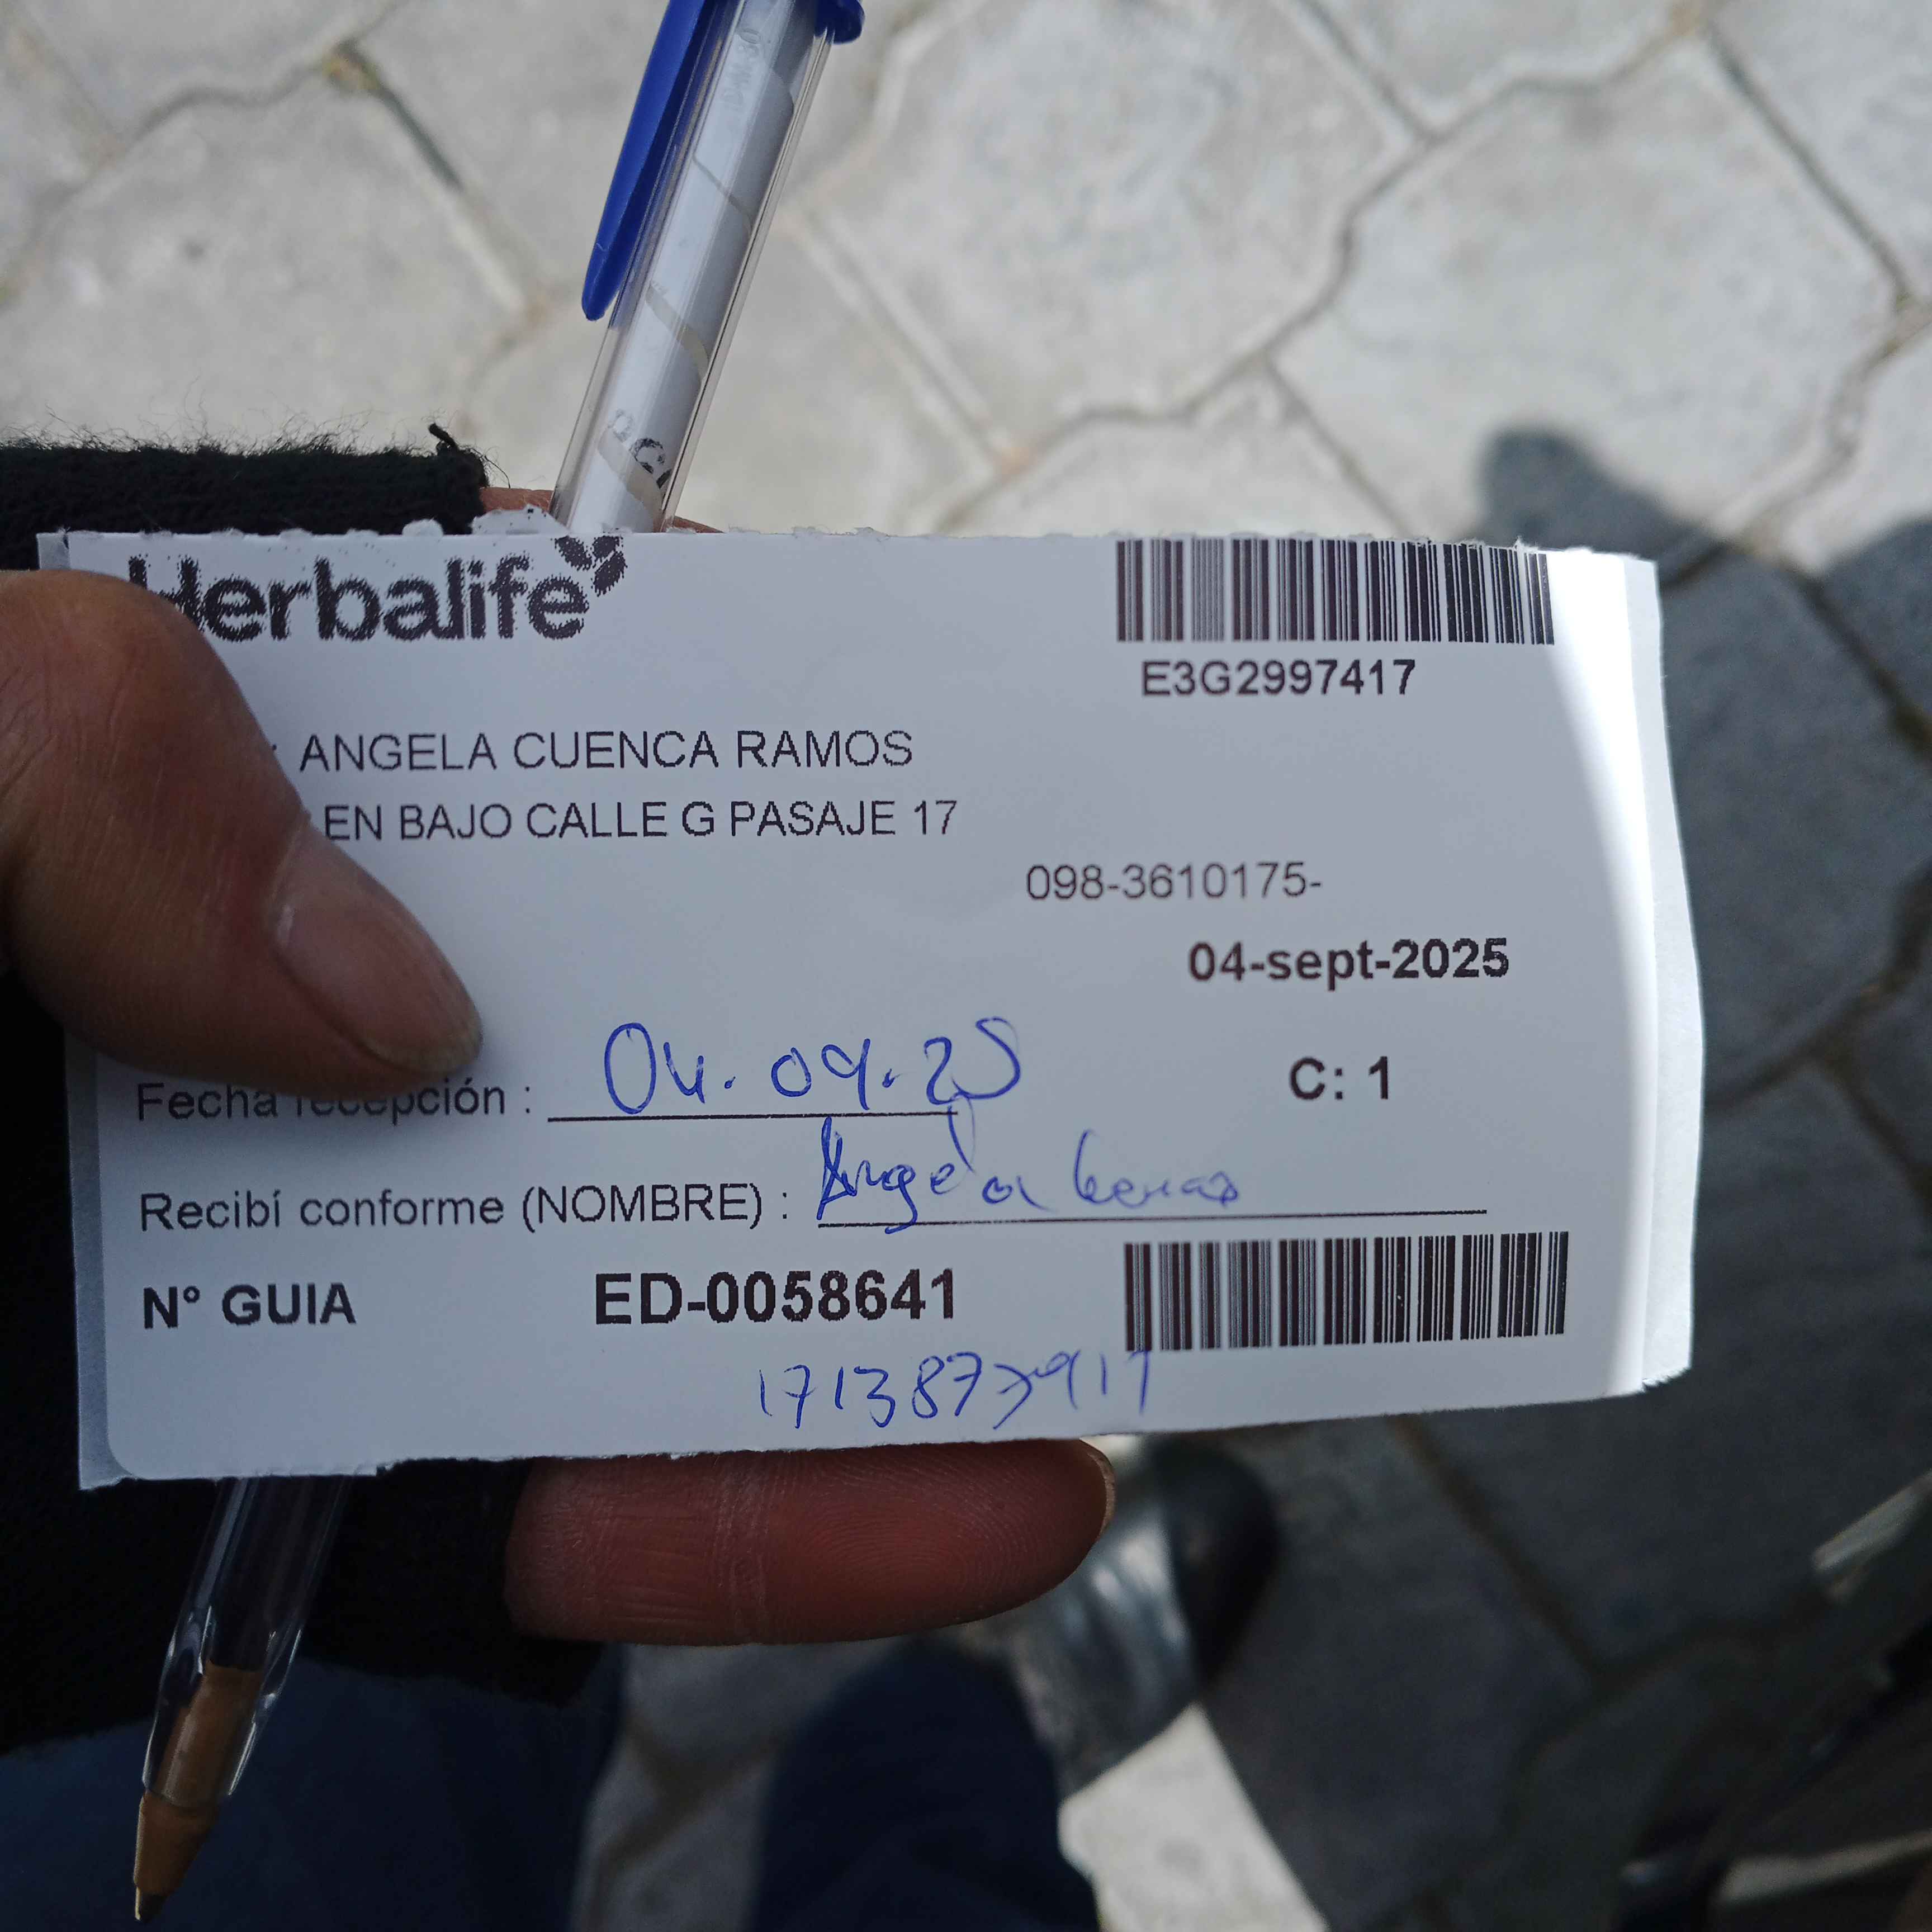 Herbalife
E3G2997417
: ANGELA CUENCA RAMOS
EN BAJO CALLE G PASAJE 17
098-3610175-
04-sept-2025
Fecha recepción : 04.09.25
C: 1
Recibí conforme (NOMBRE) : Angela
N° GUIA ED-0058641